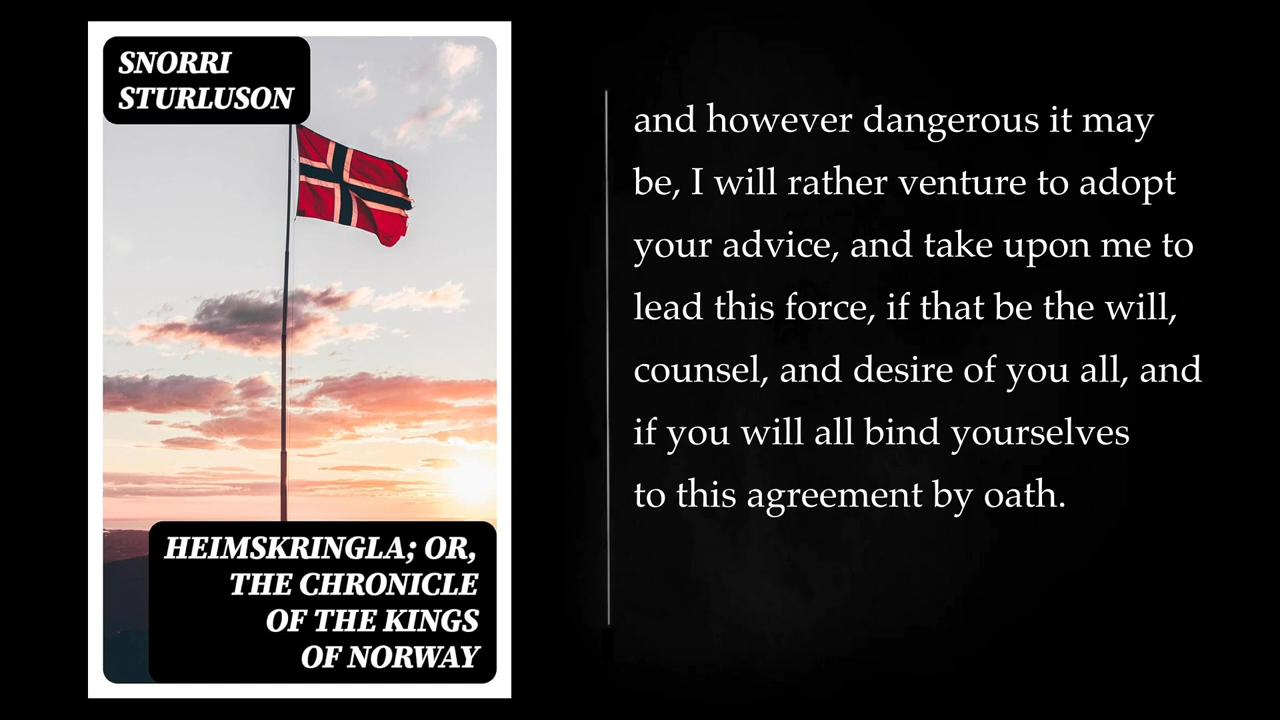 SNORRI
STURLUSON
HEIMSKRINGLA; OR,
THE CHRONICLE
OF THE KINGS
OF NORWAY
and however dangerous it may
be, I will rather venture to adopt
your advice, and take upon me to
lead this force, if that be the will,
counsel, and desire of you all, and
if you will all bind yourselves
to this agreement by oath.